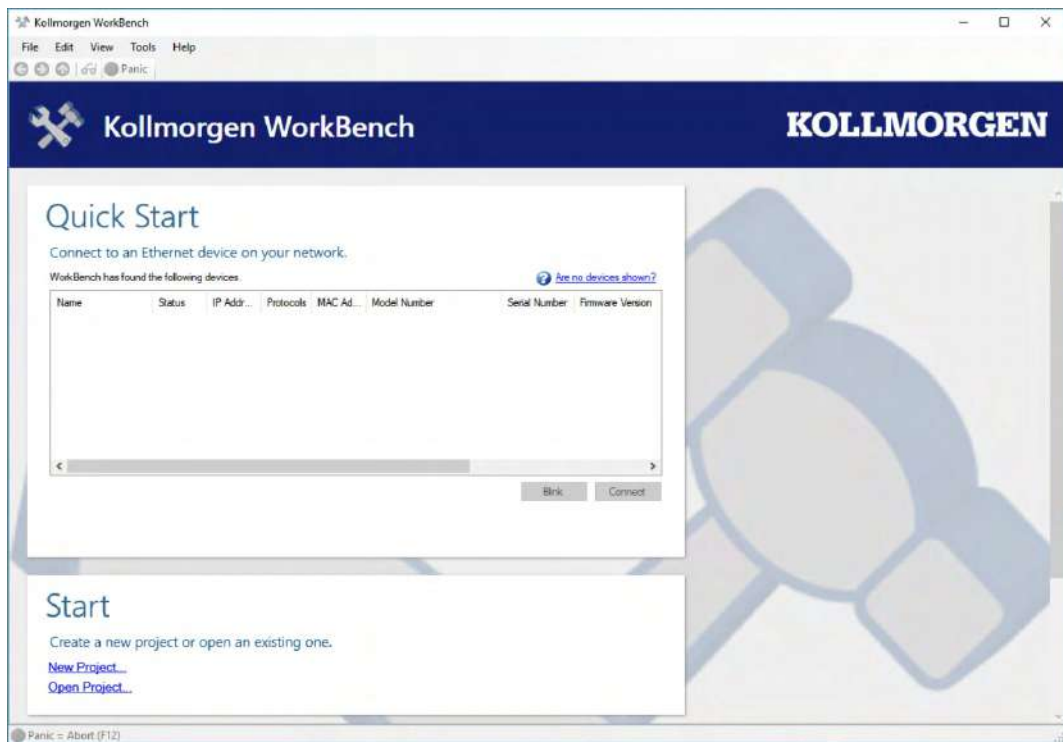 Kollmorgen WorkBench
File Edit View Tools Help
Panic
Kollmorgen WorkBench
KOLLMORGEN
Quick Start
Connect to an Ethernet device on your network.
WorkBench has found the following devices.
Are no devices shown?
Name Status IP Addr... Protocols MAC Ad... Model Number Serial Number Firmware Version
Blink Connect
Start
Create a new project or open an existing one.
New Project...
Open Project...
Panic = Abort (F12)